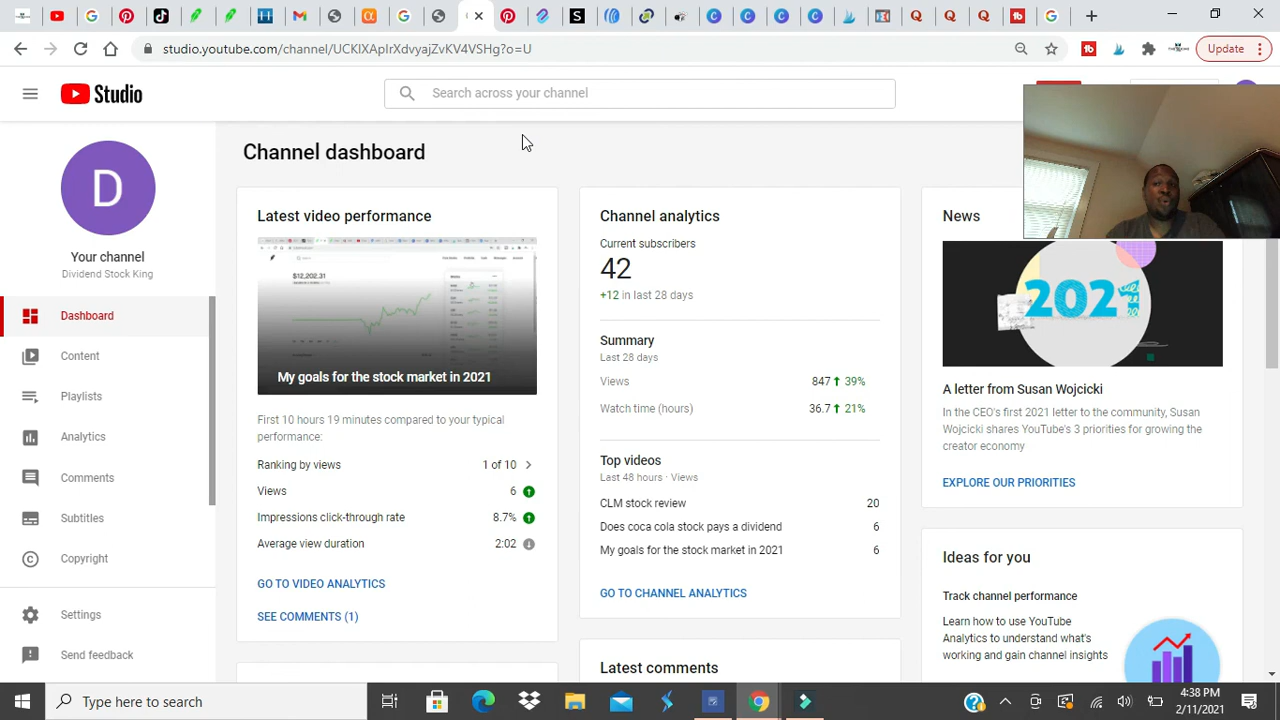 studio.youtube.com/channel/UCKIXAplrXdvyajZvKV4VSHg?o=U
Update
Studio
Search across your channel
D
Your channel
Dividend Stock King
Dashboard
Content
Playlists
Analytics
Comments
Subtitles
Copyright
Settings
Send feedback
Channel dashboard
Latest video performance
$12,202.31
My goals for the stock market in 2021
First 10 hours 19 minutes compared to your typical
performance:
Ranking by views 1 of 10
Views 6
Impressions click-through rate 8.7%
Average view duration 2:02
GO TO VIDEO ANALYTICS
SEE COMMENTS (1)
Channel analytics
Current subscribers
42
+12 in last 28 days
Summary
Last 28 days
Views 847 39%
Watch time (hours) 36.7 21%
Top videos
Last 48 hours · Views
CLM stock review 20
Does coca cola stock pays a dividend 6
My goals for the stock market in 2021 6
GO TO CHANNEL ANALYTICS
Latest comments
News
202
A letter from Susan Wojcicki
In the CEO's first 2021 letter to the community, Susan
Wojcicki shares YouTube's 3 priorities for growing the
creator economy
EXPLORE OUR PRIORITIES
Ideas for you
Track channel performance
Learn how to use YouTube
Analytics to understand what's
working and gain channel insights
Type here to search
4:38 PM
2/11/2021